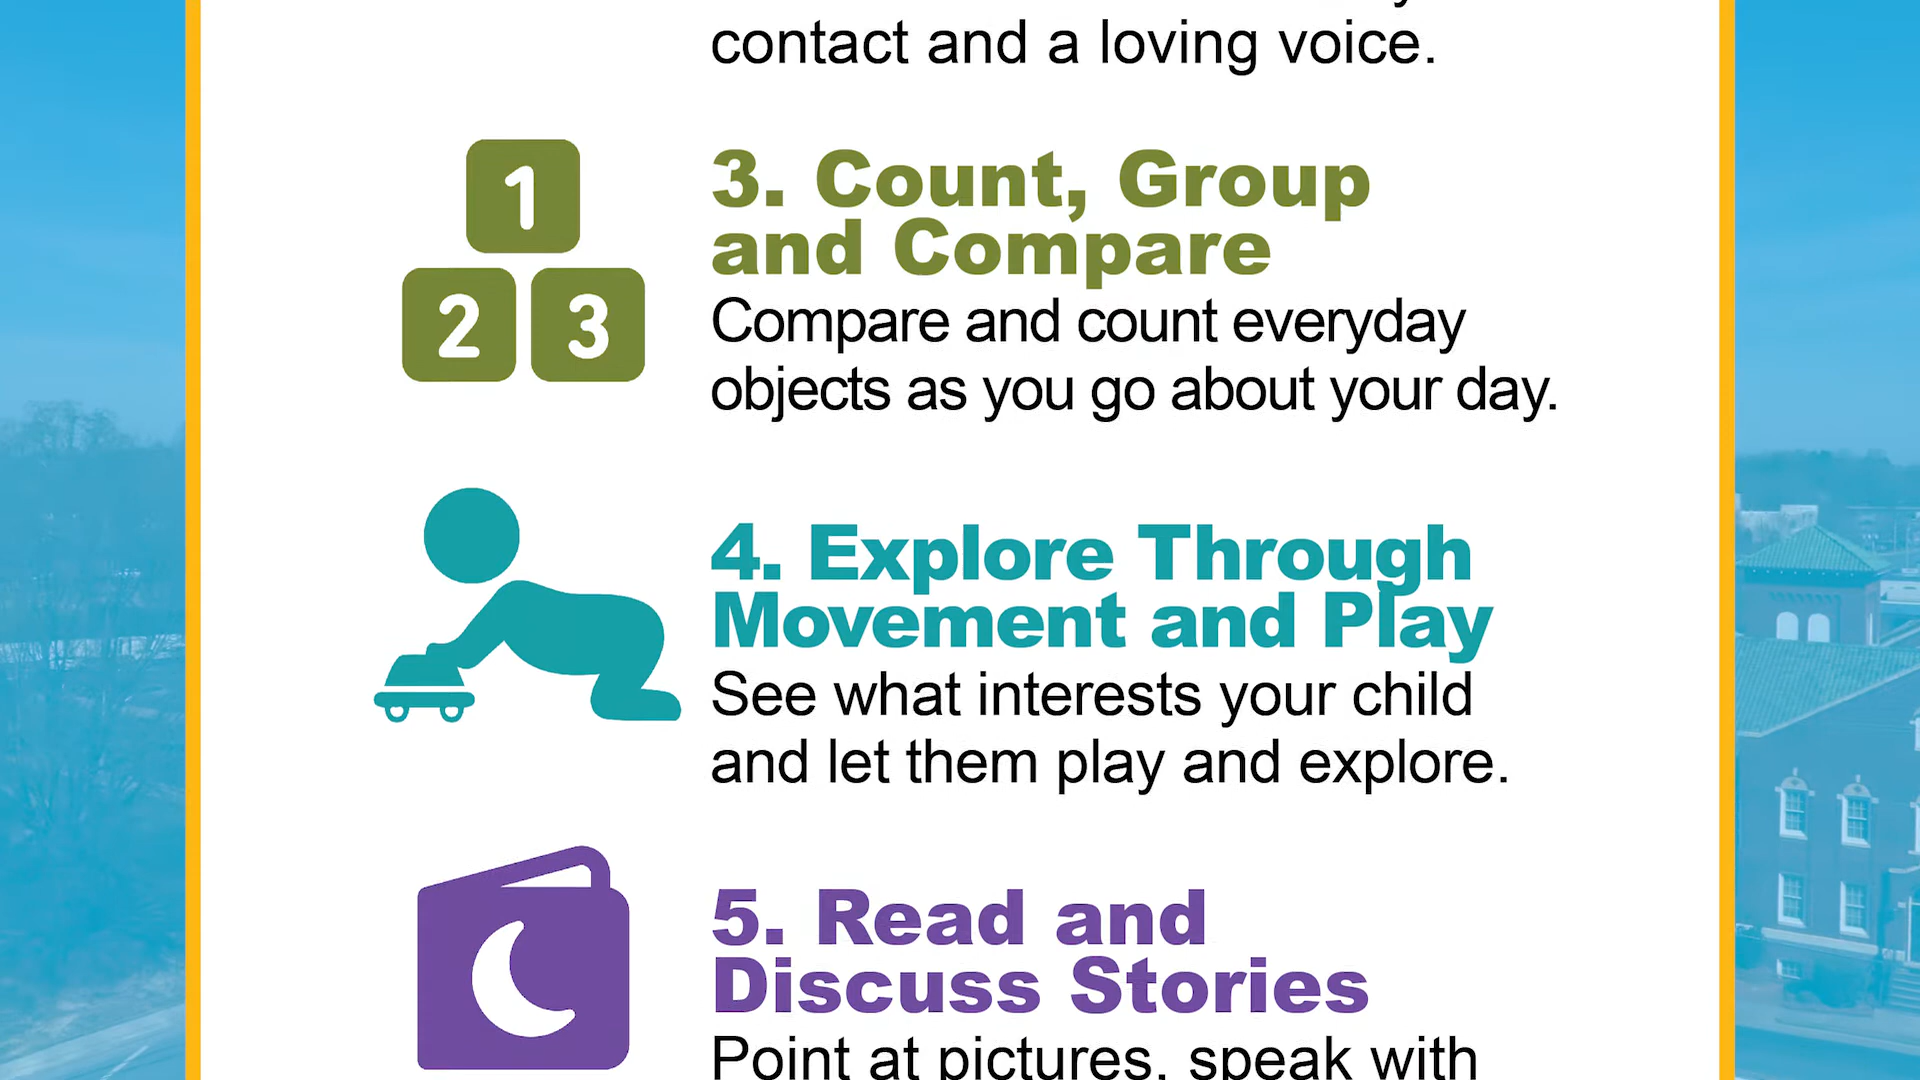 contact and a loving voice.
1
2 3
3. Count, Group
and Compare
Compare and count everyday
objects as you go about your day.
4. Explore Through
Movement and Play
See what interests your child
and let them play and explore.
5. Read and
Discuss Stories
Point at pictures, speak with